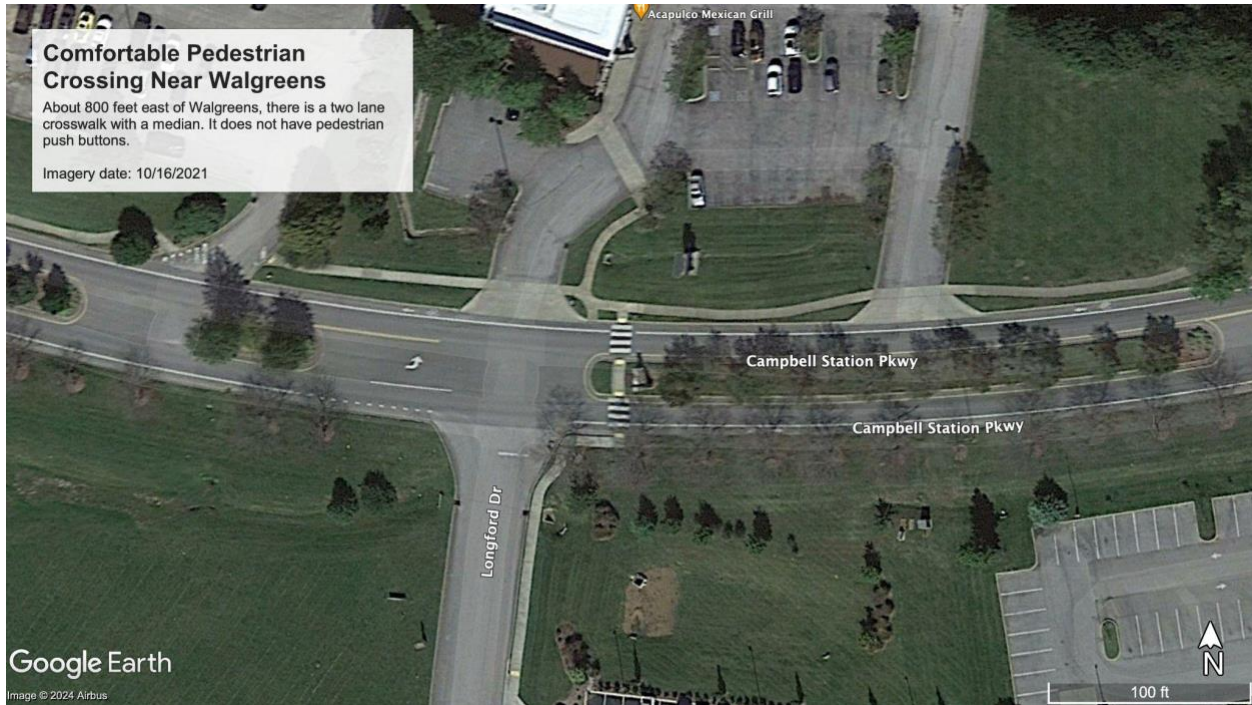 Acapulco Mexican Grill
Comfortable Pedestrian
Crossing Near Walgreens
About 800 feet east of Walgreens, there is a two lane
crosswalk with a median. It does not have pedestrian
push buttons.
Imagery date: 10/16/2021
Campbell Station Pkwy
Campbell Station Pkwy
Longford Dr
Google Earth
Image © 2024 Airbus
N
100 ft